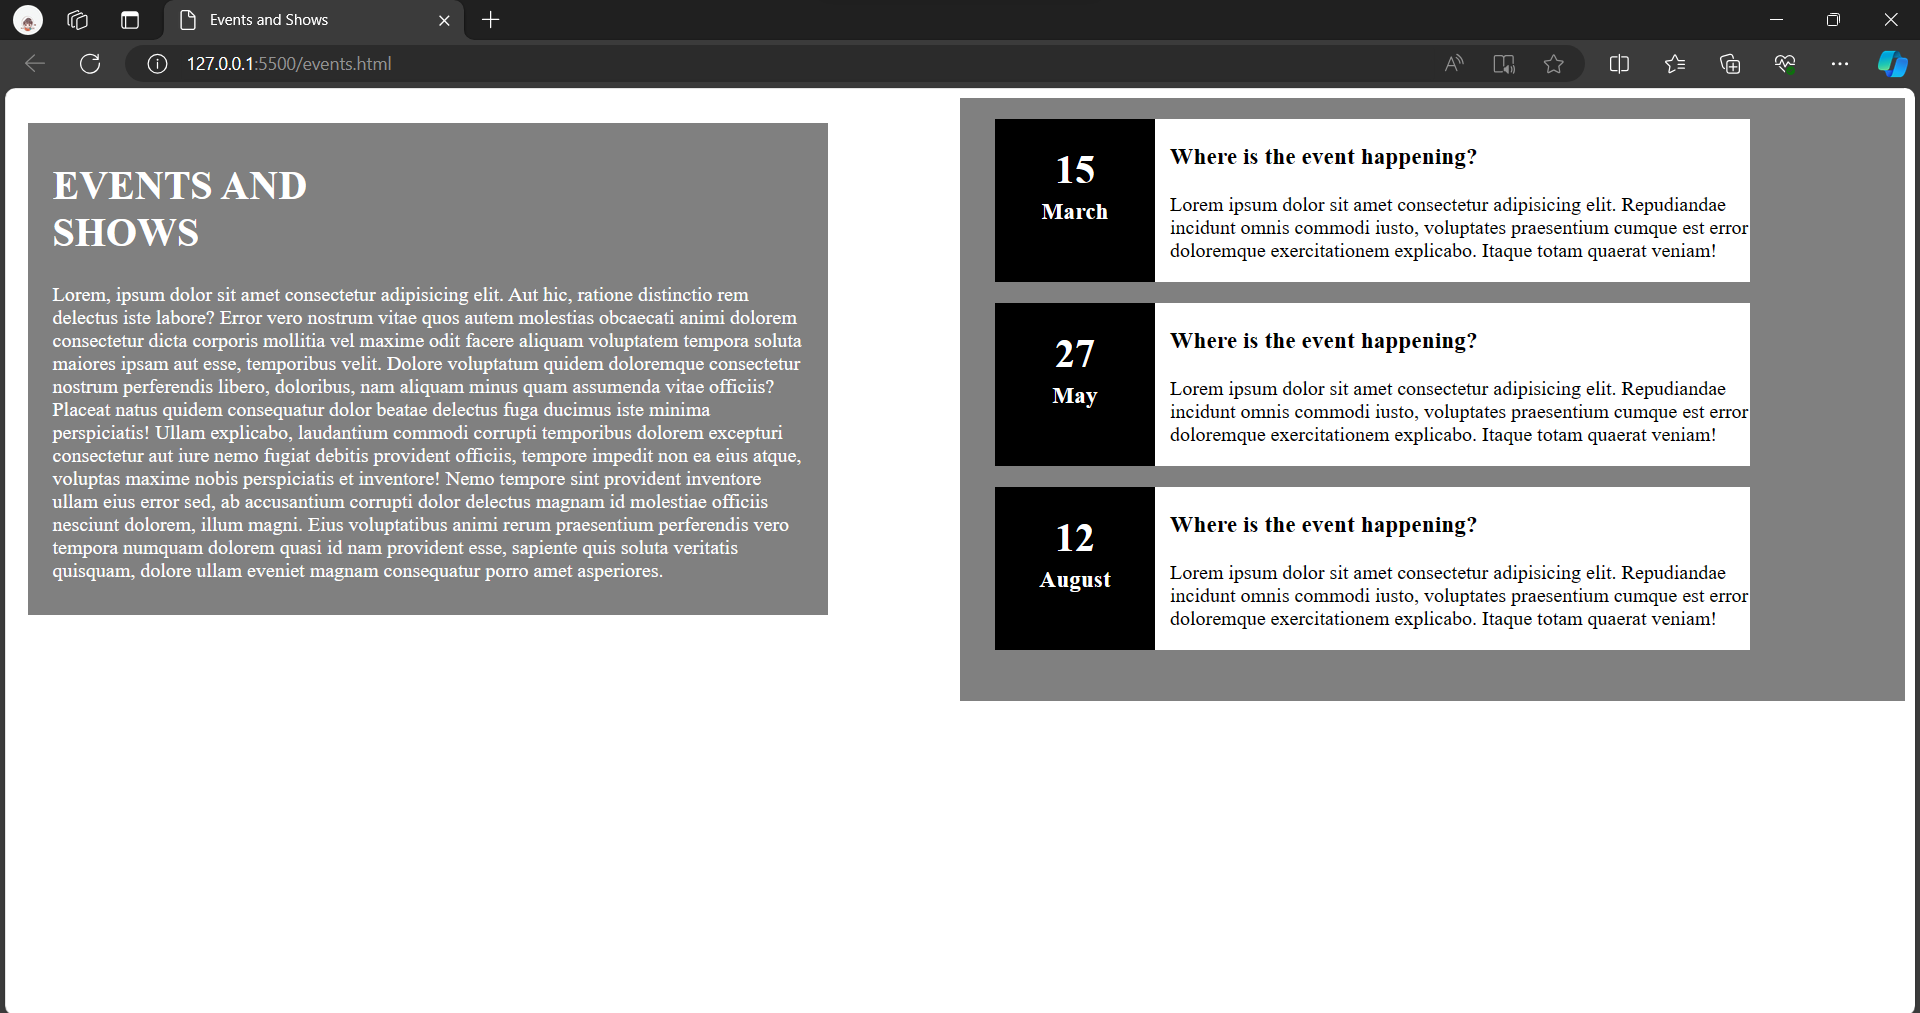 Events and Shows
127.0.0.1:5500/events.html
EVENTS AND
SHOWS
Lorem, ipsum dolor sit amet consectetur adipisicing elit. Aut hic, ratione distinctio rem
delectus iste labore? Error vero nostrum vitae quos autem molestias obcaecati animi dolorem
consectetur dicta corporis mollitia vel maxime odit facere aliquam voluptatem tempora soluta
maiores ipsam aut esse, temporibus velit. Dolore voluptatum quidem doloremque consectetur
nostrum perferendis libero, doloribus, nam aliquam minus quam assumenda vitae officiis?
Placeat natus quidem consequatur dolor beatae delectus fuga ducimus iste minima
perspiciatis! Ullam explicabo, laudantium commodi corrupti temporibus dolorem excepturi
consectetur aut iure nemo fugiat debitis provident officiis, tempore impedit non ea eius atque,
voluptas maxime nobis perspiciatis et inventore! Nemo tempore sint provident inventore
ullam eius error sed, ab accusantium corrupti dolor delectus magnam id molestiae officiis
nesciunt dolorem, illum magni. Eius voluptatibus animi rerum praesentium perferendis vero
tempora numquam dolorem quasi id nam provident esse, sapiente quis soluta veritatis
quisquam, dolore ullam eveniet magnam consequatur porro amet asperiores.
15
March
Where is the event happening?
Lorem ipsum dolor sit amet consectetur adipisicing elit. Repudiandae
incidunt omnis commodi iusto, voluptates praesentium cumque est error
doloremque exercitationem explicabo. Itaque totam quaerat veniam!
27
May
Where is the event happening?
Lorem ipsum dolor sit amet consectetur adipisicing elit. Repudiandae
incidunt omnis commodi iusto, voluptates praesentium cumque est error
doloremque exercitationem explicabo. Itaque totam quaerat veniam!
12
August
Where is the event happening?
Lorem ipsum dolor sit amet consectetur adipisicing elit. Repudiandae
incidunt omnis commodi iusto, voluptates praesentium cumque est error
doloremque exercitationem explicabo. Itaque totam quaerat veniam!